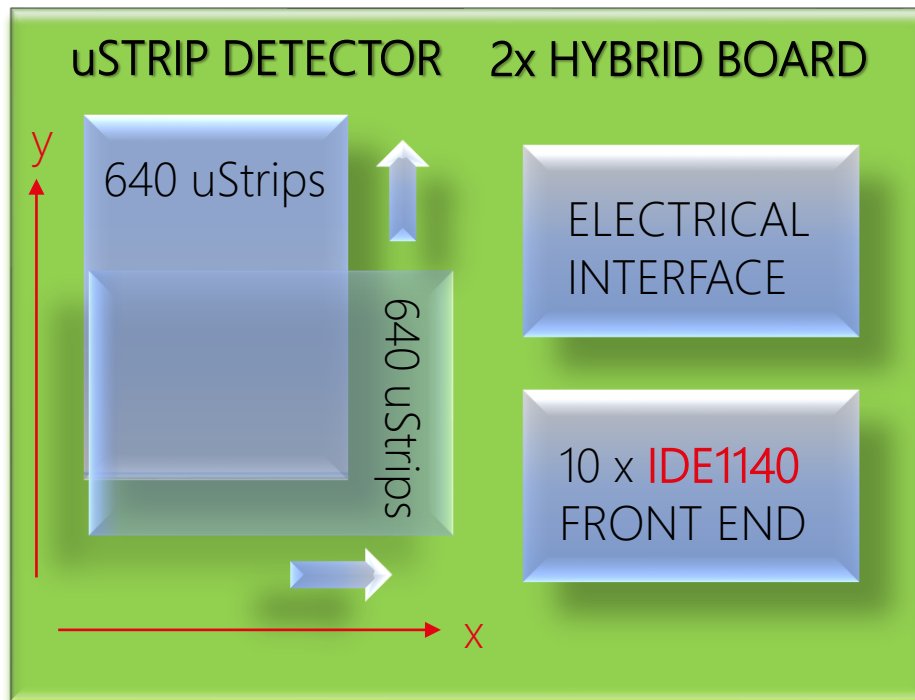 uSTRIP DETECTOR
2x HYBRID BOARD
y
640 uStrips
640 uStrips
x
ELECTRICAL
INTERFACE
10 x IDE1140
FRONT END